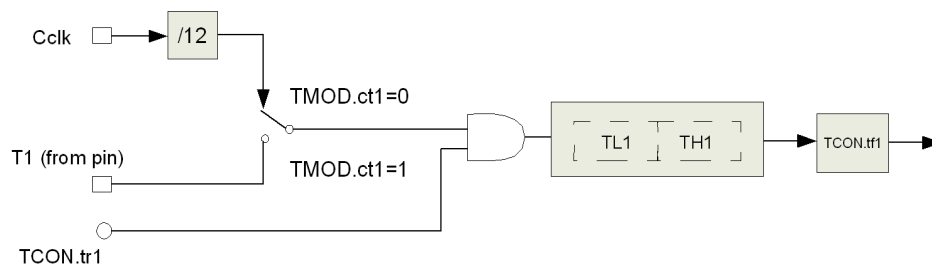 Cclk
/12
TMOD.ct1=0
T1 (from pin)
TMOD.ct1=1
TL1
TH1
TCON.tf1
TCON.tr1